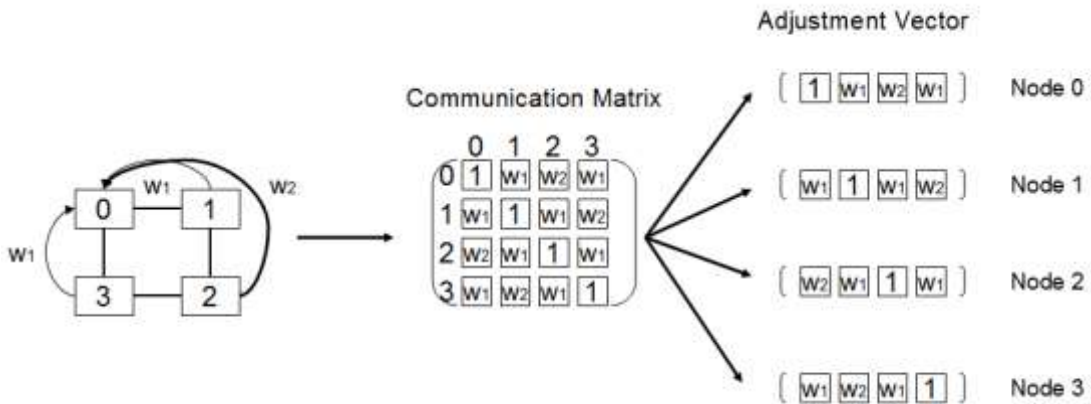 Adjustment Vector
( 1 W1 W2 W1 ) Node 0
Communication Matrix
0 1 2 3
0 1 W1 W2 W1
1 W1 1 W1 W2
2 W2 W1 1 W1
3 W1 W2 W1 1
W1 W2
0 1
W1
3 2
( W1 1 W1 W2 ) Node 1
( W2 W1 1 W1 ) Node 2
( W1 W2 W1 1 ) Node 3